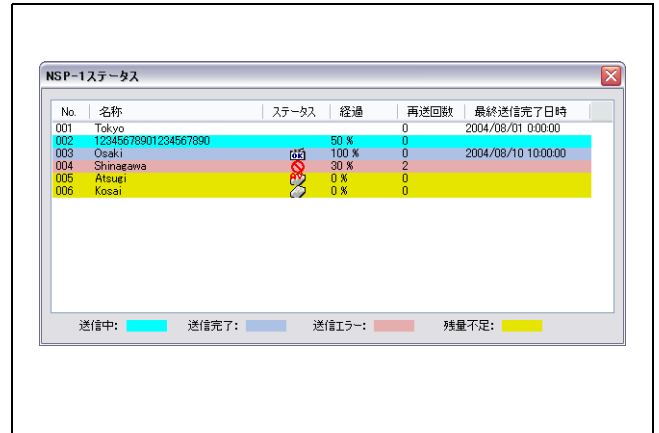 NSP-1ステータス
No. 名称 ステータス 経過 再送回数 最終送信完了日時
001 Tokyo 0 2004/08/01 0:00:00
002 12345678901234567890 50 % 0
003 Osaki OK 100 % 0 2004/08/10 10:00:00
004 Shinagawa 30 % 2
005 Atsugi 0 % 0
006 Kosai 0 % 0
送信中: 送信完了: 送信エラー: 残量不足: